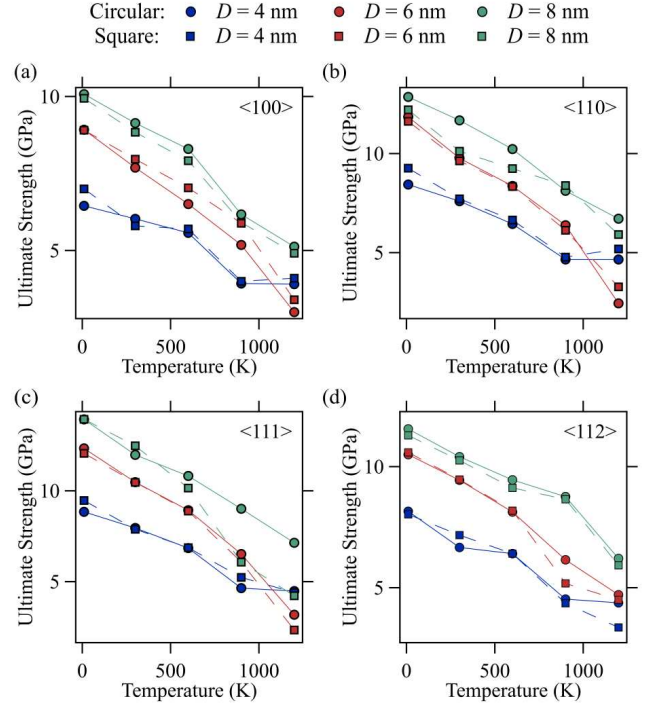 Circular: D = 4 nm D = 6 nm D = 8 nm
Square: D = 4 nm D = 6 nm D = 8 nm
(a) (b)
10
5
Ultimate Strength (GPa)
<100>
0 500 1000
Temperature (K)
10
5
Ultimate Strength (GPa)
<110>
0 500 1000
Temperature (K)
(c) (d)
10
5
Ultimate Strength (GPa)
<111>
0 500 1000
Temperature (K)
10
5
Ultimate Strength (GPa)
<112>
0 500 1000
Temperature (K)